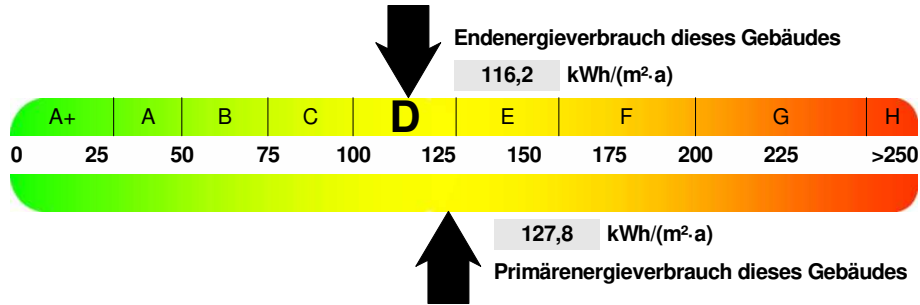 Endenergieverbrauch dieses Gebäudes
116,2 kWh/(m²·a)
A+ A B C D E F G H
0 25 50 75 100 125 150 175 200 225 >250
127,8 kWh/(m²·a)
Primärenergieverbrauch dieses Gebäudes